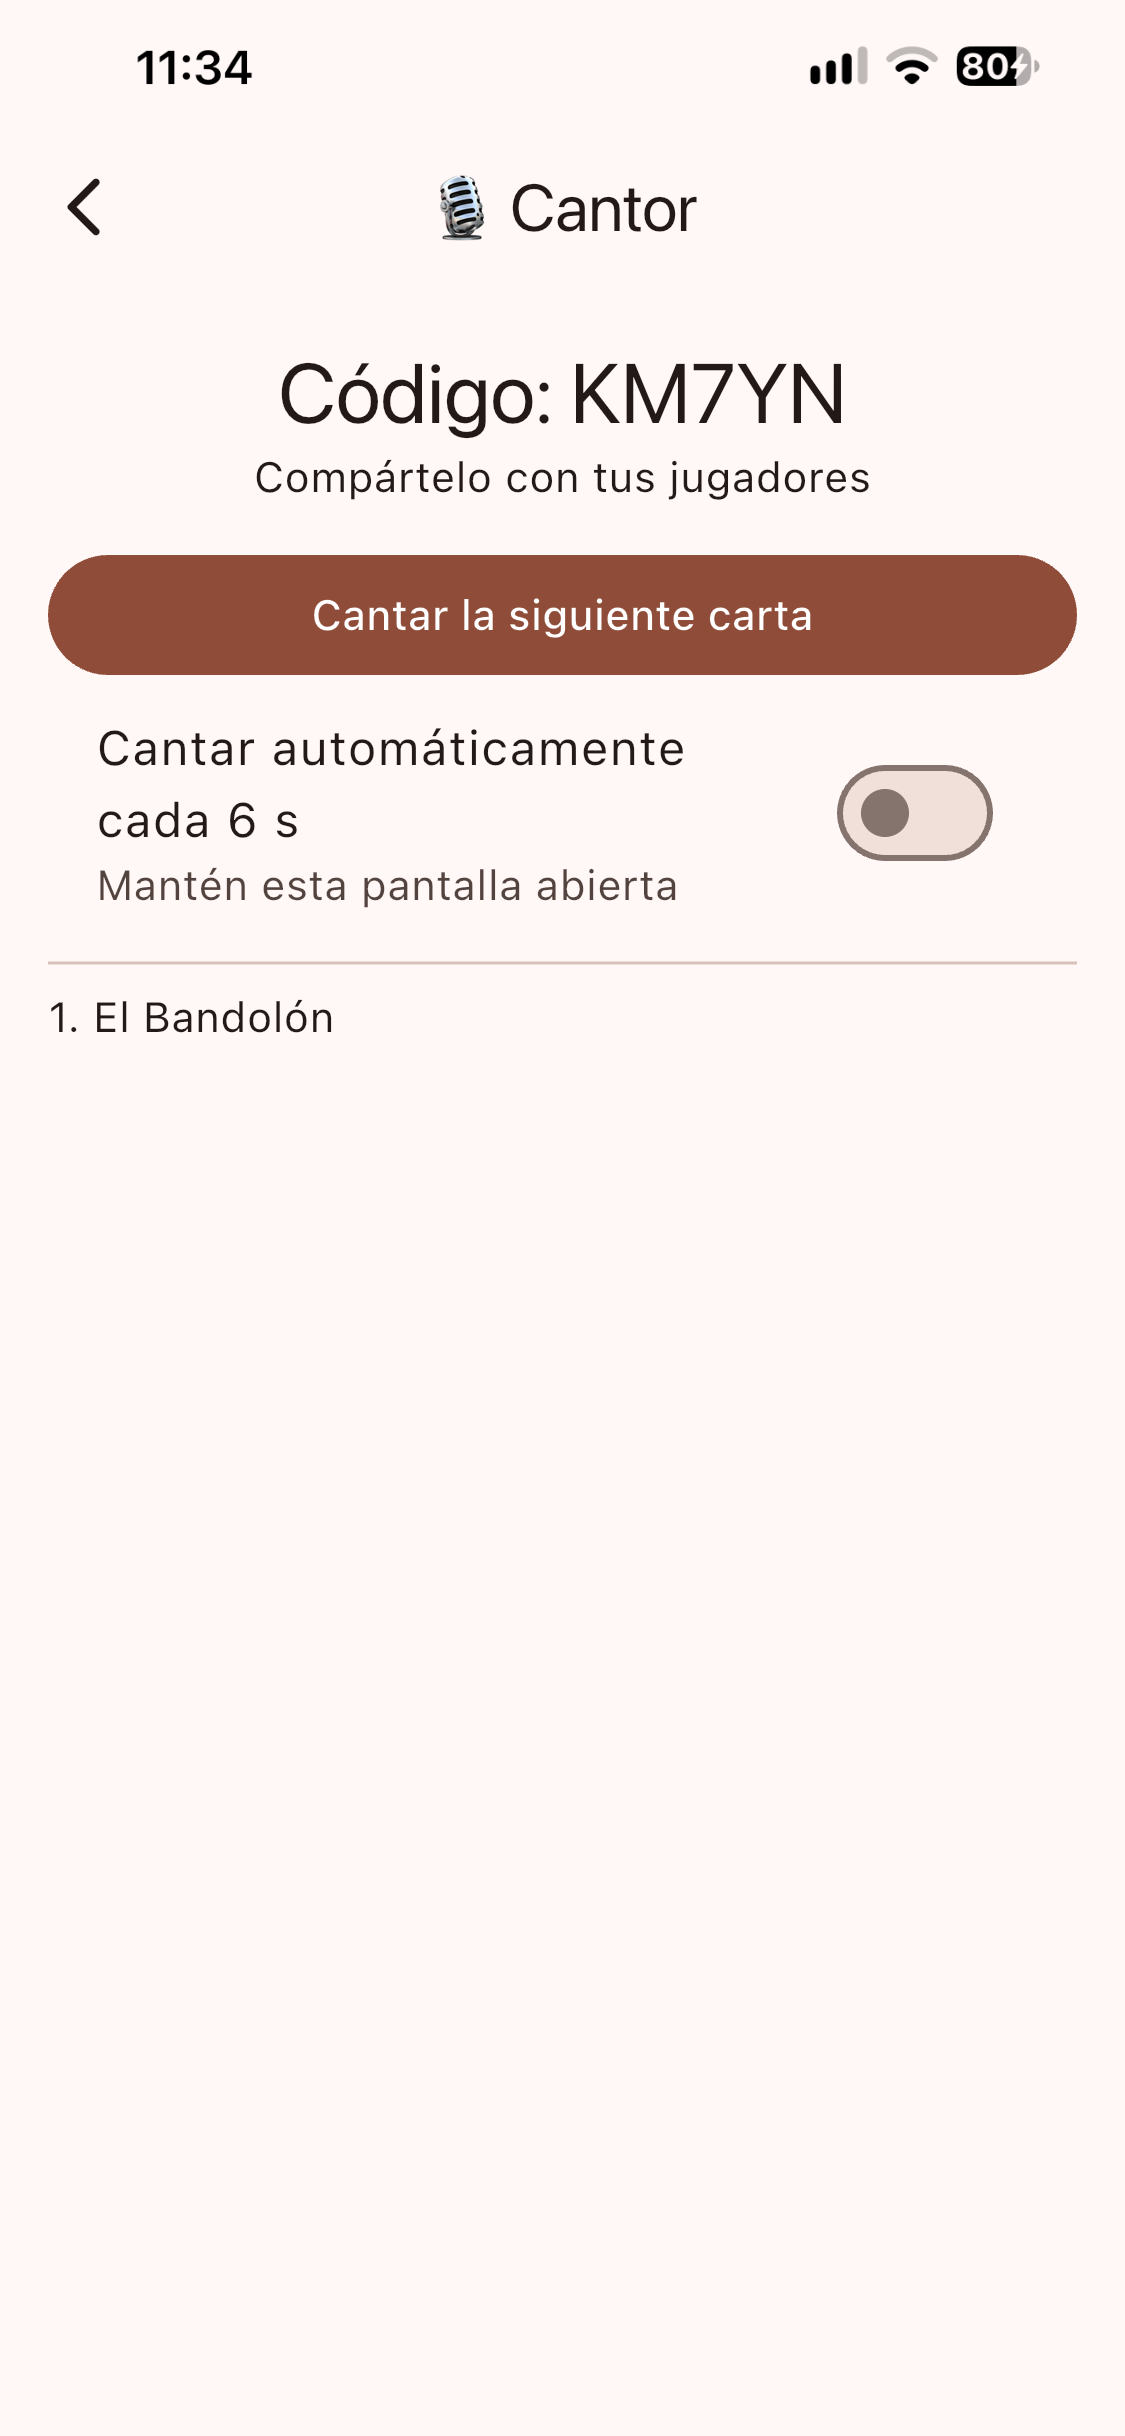 11:34
80
Cantor
Código: KM7YN
Compártelo con tus jugadores
Cantar la siguiente carta
Cantar automáticamente
cada 6 s
Mantén esta pantalla abierta
1. El Bandolón